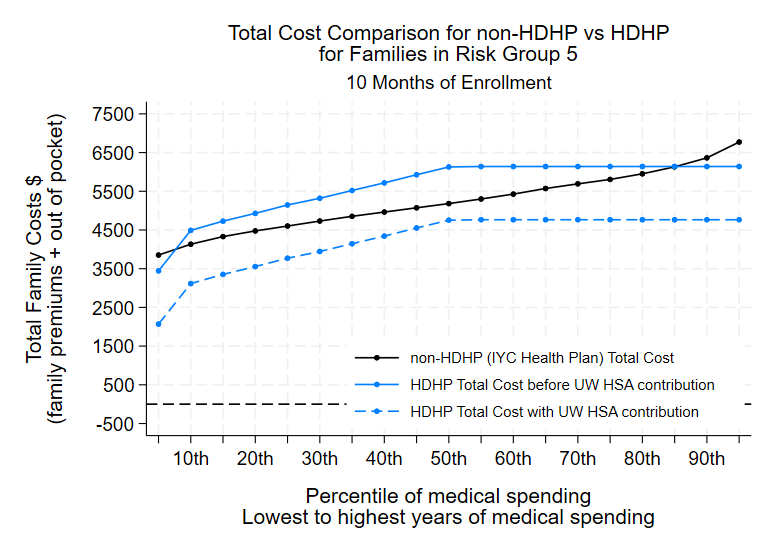 Total Cost Comparison for non-HDHP vs HDHP
for Families in Risk Group 5
10 Months of Enrollment
Total Family Costs $
(family premiums + out of pocket)
7500
6500
5500
4500
3500
2500
1500
500
-500
non-HDHP (IYC Health Plan) Total Cost
HDHP Total Cost before UW HSA contribution
HDHP Total Cost with UW HSA contribution
10th 20th 30th 40th 50th 60th 70th 80th 90th
Percentile of medical spending
Lowest to highest years of medical spending